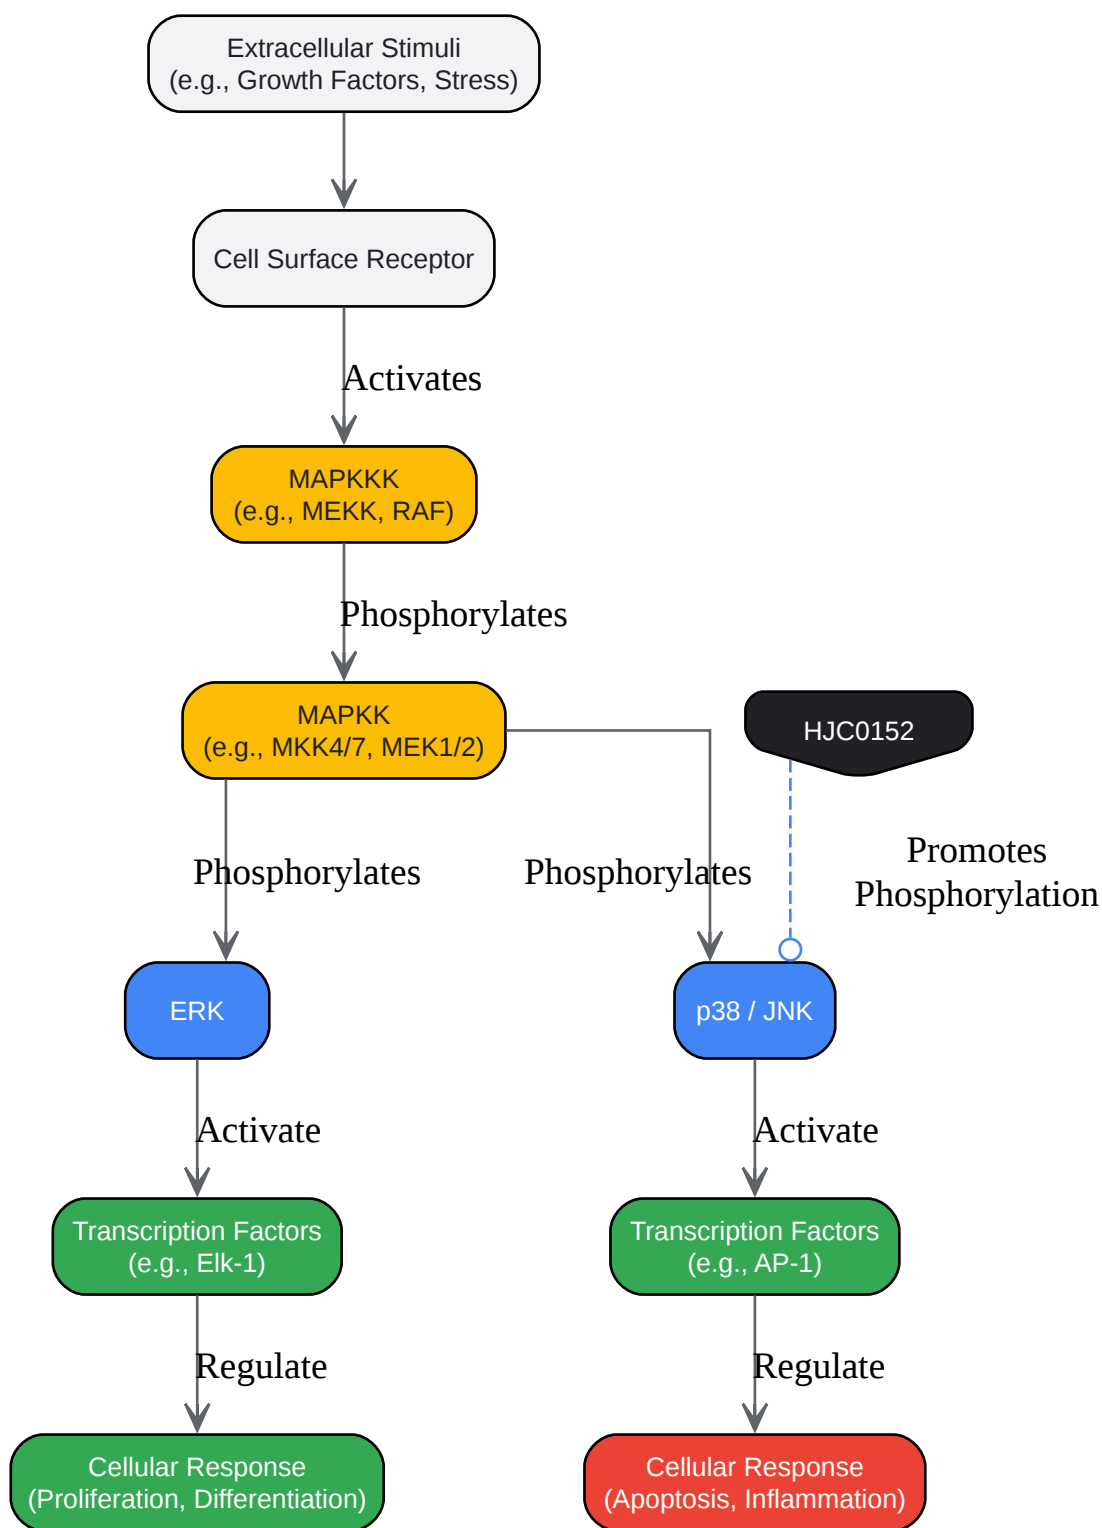 Extracellular Stimuli
(e.g., Growth Factors, Stress)
Cell Surface Receptor
Activates
MAPKKK
(e.g., MEKK, RAF)
Phosphorylates
MAPKK
(e.g., MKK4/7, MEK1/2)
HJC0152
Phosphorylates
Phosphorylates
Promotes
Phosphorylation
ERK
p38 / JNK
Activate
Activate
Transcription Factors
(e.g., Elk-1)
Transcription Factors
(e.g., AP-1)
Regulate
Regulate
Cellular Response
(Proliferation, Differentiation)
Cellular Response
(Apoptosis, Inflammation)